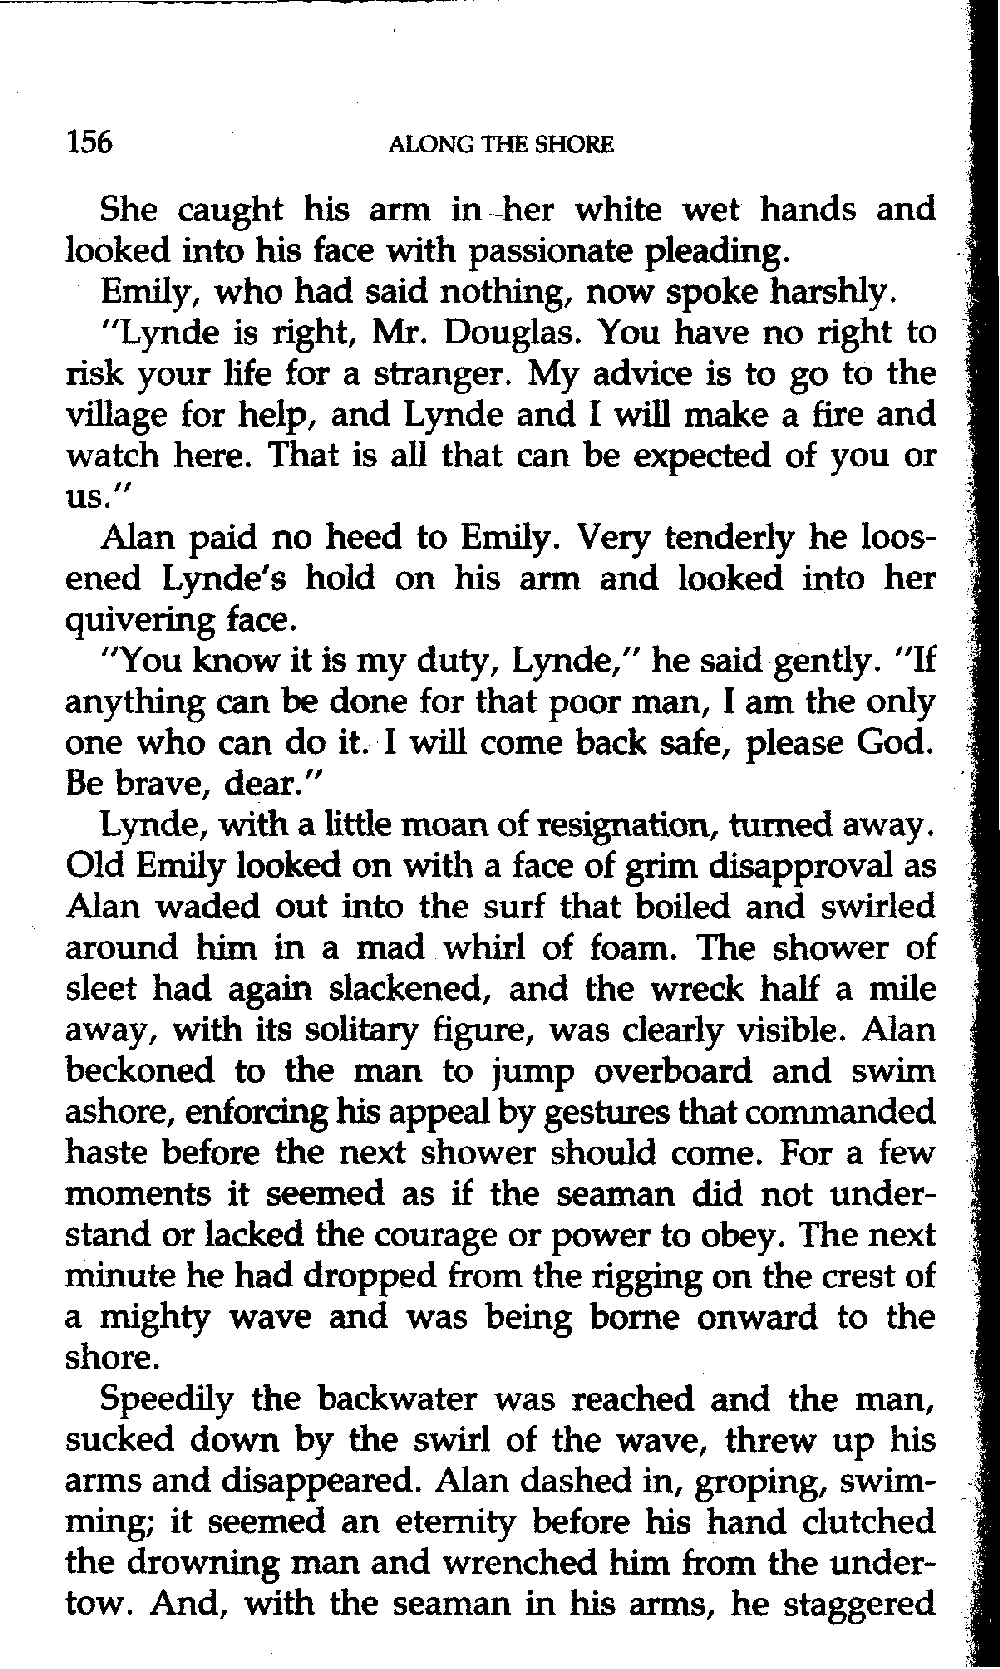 156 ALONG THE SHORE
She caught his arm in her white wet hands and
looked into his face with passionate pleading.
Emily, who had said nothing, now spoke harshly.
"Lynde is right, Mr. Douglas. You have no right to
risk your life for a stranger. My advice is to go to the
village for help, and Lynde and I will make a fire and
watch here. That is all that can be expected of you or
us."
Alan paid no heed to Emily. Very tenderly he loos-
ened Lynde's hold on his arm and looked into her
quivering face.
"You know it is my duty, Lynde," he said gently. "If
anything can be done for that poor man, I am the only
one who can do it. I will come back safe, please God.
Be brave, dear."
Lynde, with a little moan of resignation, turned away.
Old Emily looked on with a face of grim disapproval as
Alan waded out into the surf that boiled and swirled
around him in a mad whirl of foam. The shower of
sleet had again slackened, and the wreck half a mile
away, with its solitary figure, was clearly visible. Alan
beckoned to the man to jump overboard and swim
ashore, enforcing his appeal by gestures that commanded
haste before the next shower should come. For a few
moments it seemed as if the seaman did not under-
stand or lacked the courage or power to obey. The next
minute he had dropped from the rigging on the crest of
a mighty wave and was being borne onward to the
shore.
Speedily the backwater was reached and the man,
sucked down by the swirl of the wave, threw up his
arms and disappeared. Alan dashed in, groping, swim-
ming; it seemed an eternity before his hand clutched
the drowning man and wrenched him from the under-
tow. And, with the seaman in his arms, he staggered